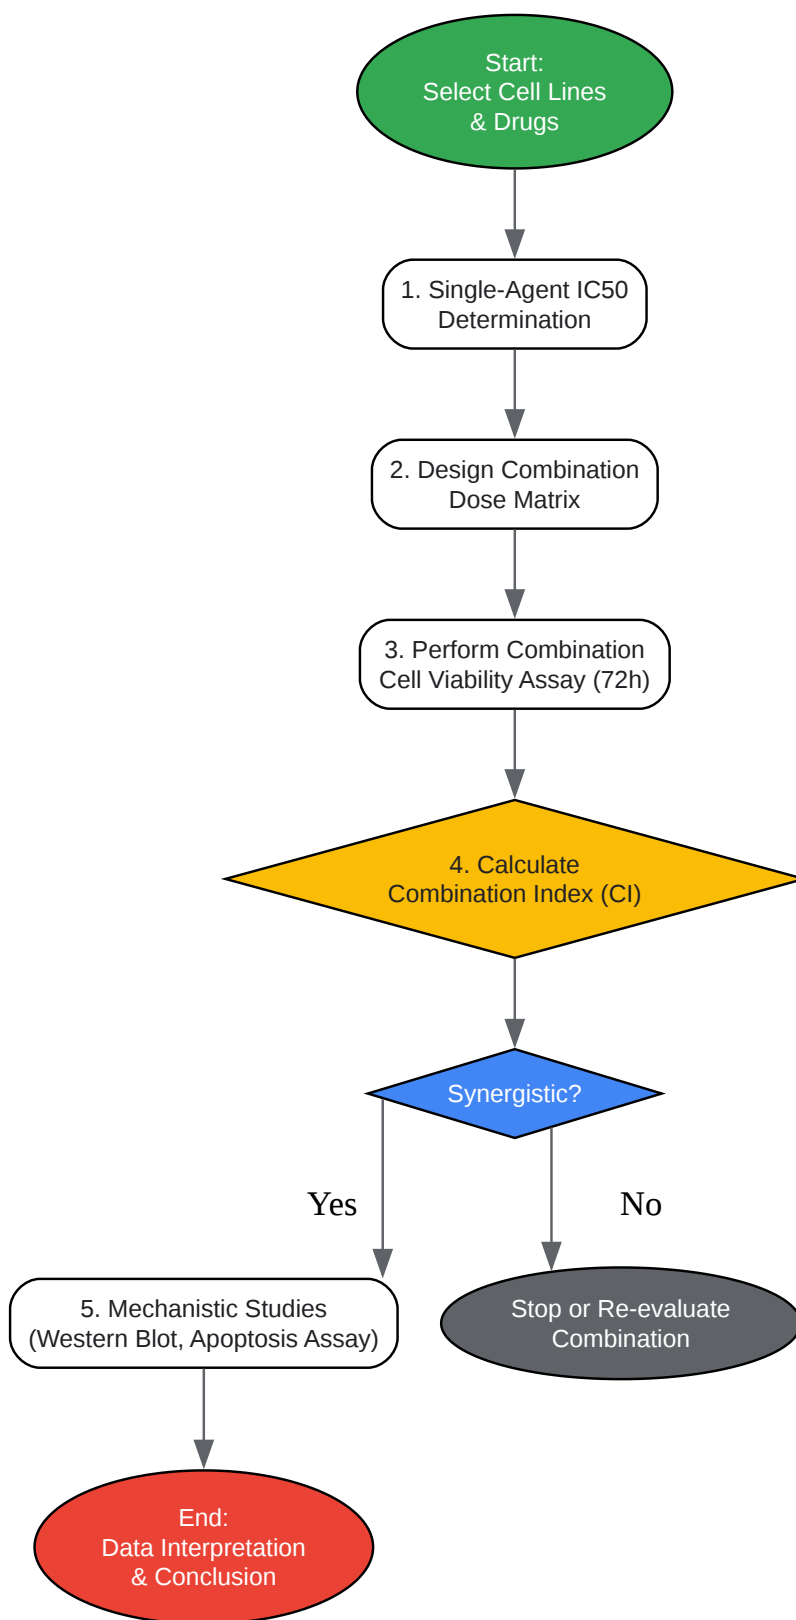 Start:
Select Cell Lines
& Drugs
1. Single-Agent IC50
Determination
2. Design Combination
Dose Matrix
3. Perform Combination
Cell Viability Assay (72h)
4. Calculate
Combination Index (CI)
Synergistic?
Yes
No
5. Mechanistic Studies
(Western Blot, Apoptosis Assay)
Stop or Re-evaluate
Combination
End:
Data Interpretation
& Conclusion